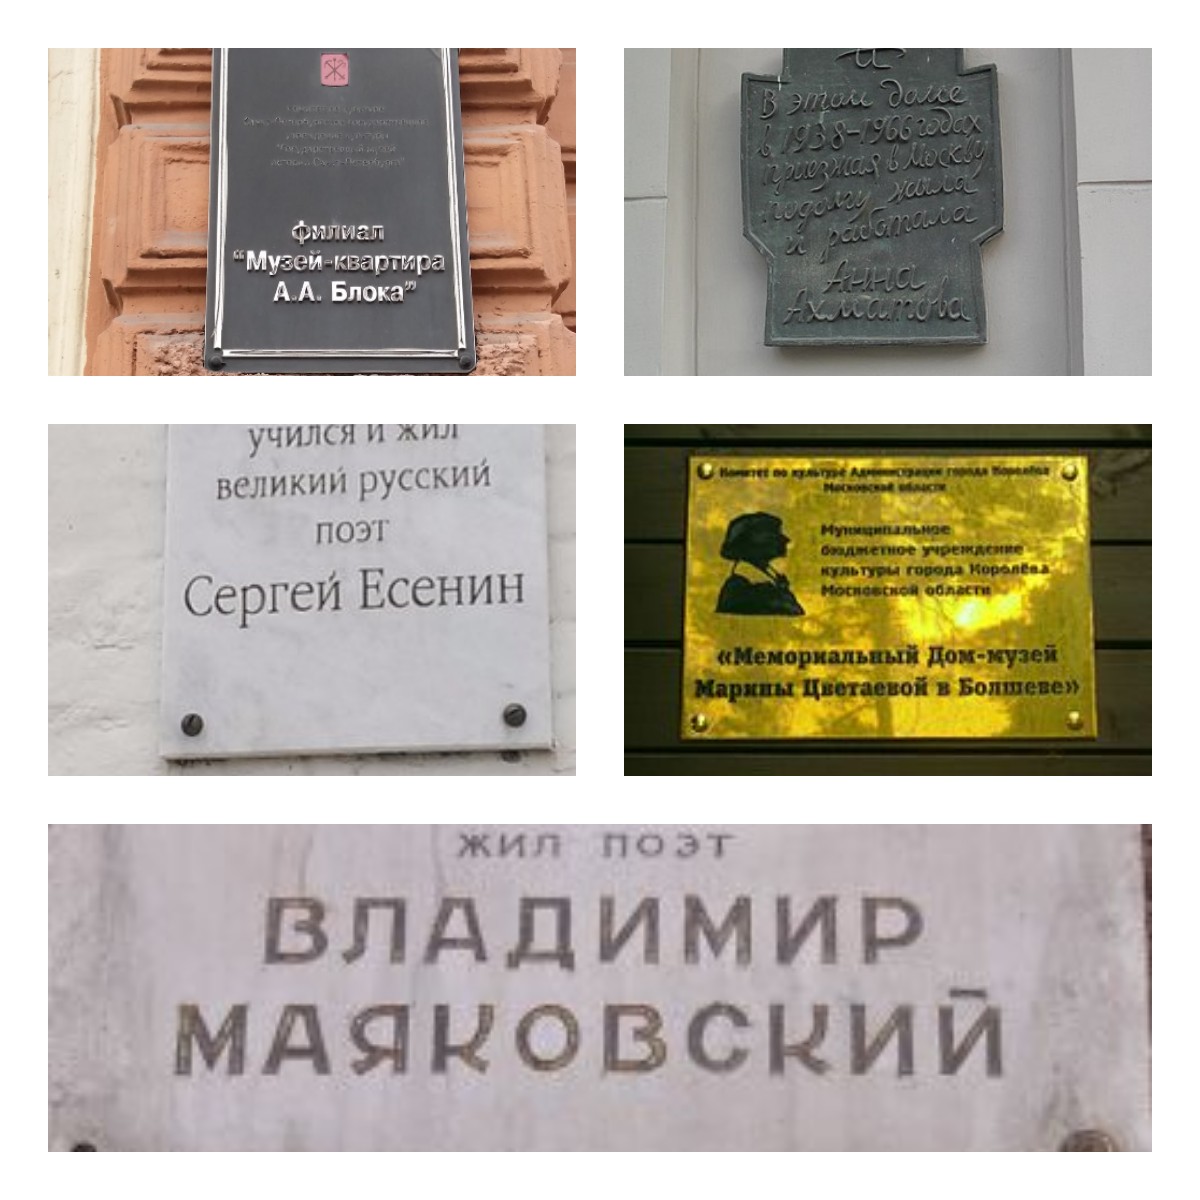 Филиал
“Музей-квартира
А.А. Блока”
В этом доме
в 1938-1966 годах
приезжая в Москву
подолгу жила
и работала
Анна
Ахматова
учился и жил
великий русский
поэт
Сергей Есенин
Комитет по культуре Администрации города Королёва
Московской области
Муниципальное
бюджетное учреждение
культуры города Королёва
Московской области
«Мемориальный Дом-музей
Марины Цветаевой в Болшеве»
ЖИЛ ПОЭТ
ВЛАДИМИР
МАЯКОВСКИЙ